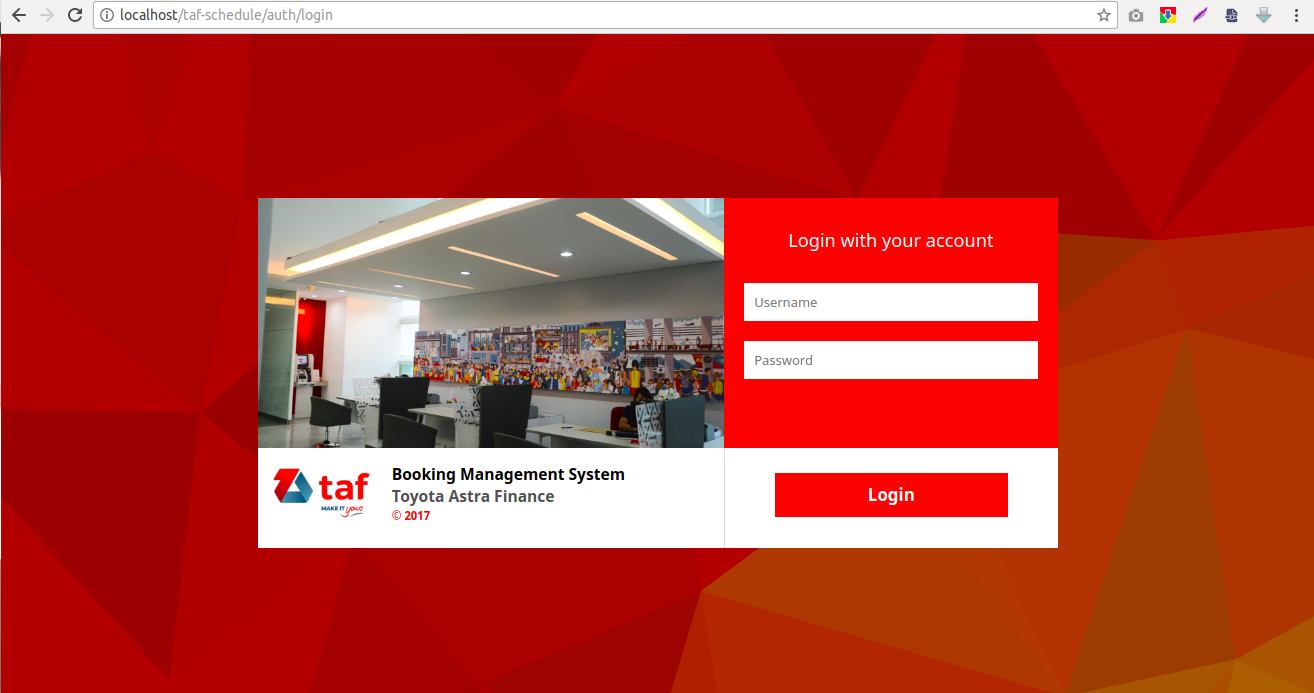 localhost/taf-schedule/auth/login
Login with your account
Username
Password
taf
MAKE IT yours
Booking Management System
Toyota Astra Finance
© 2017
Login